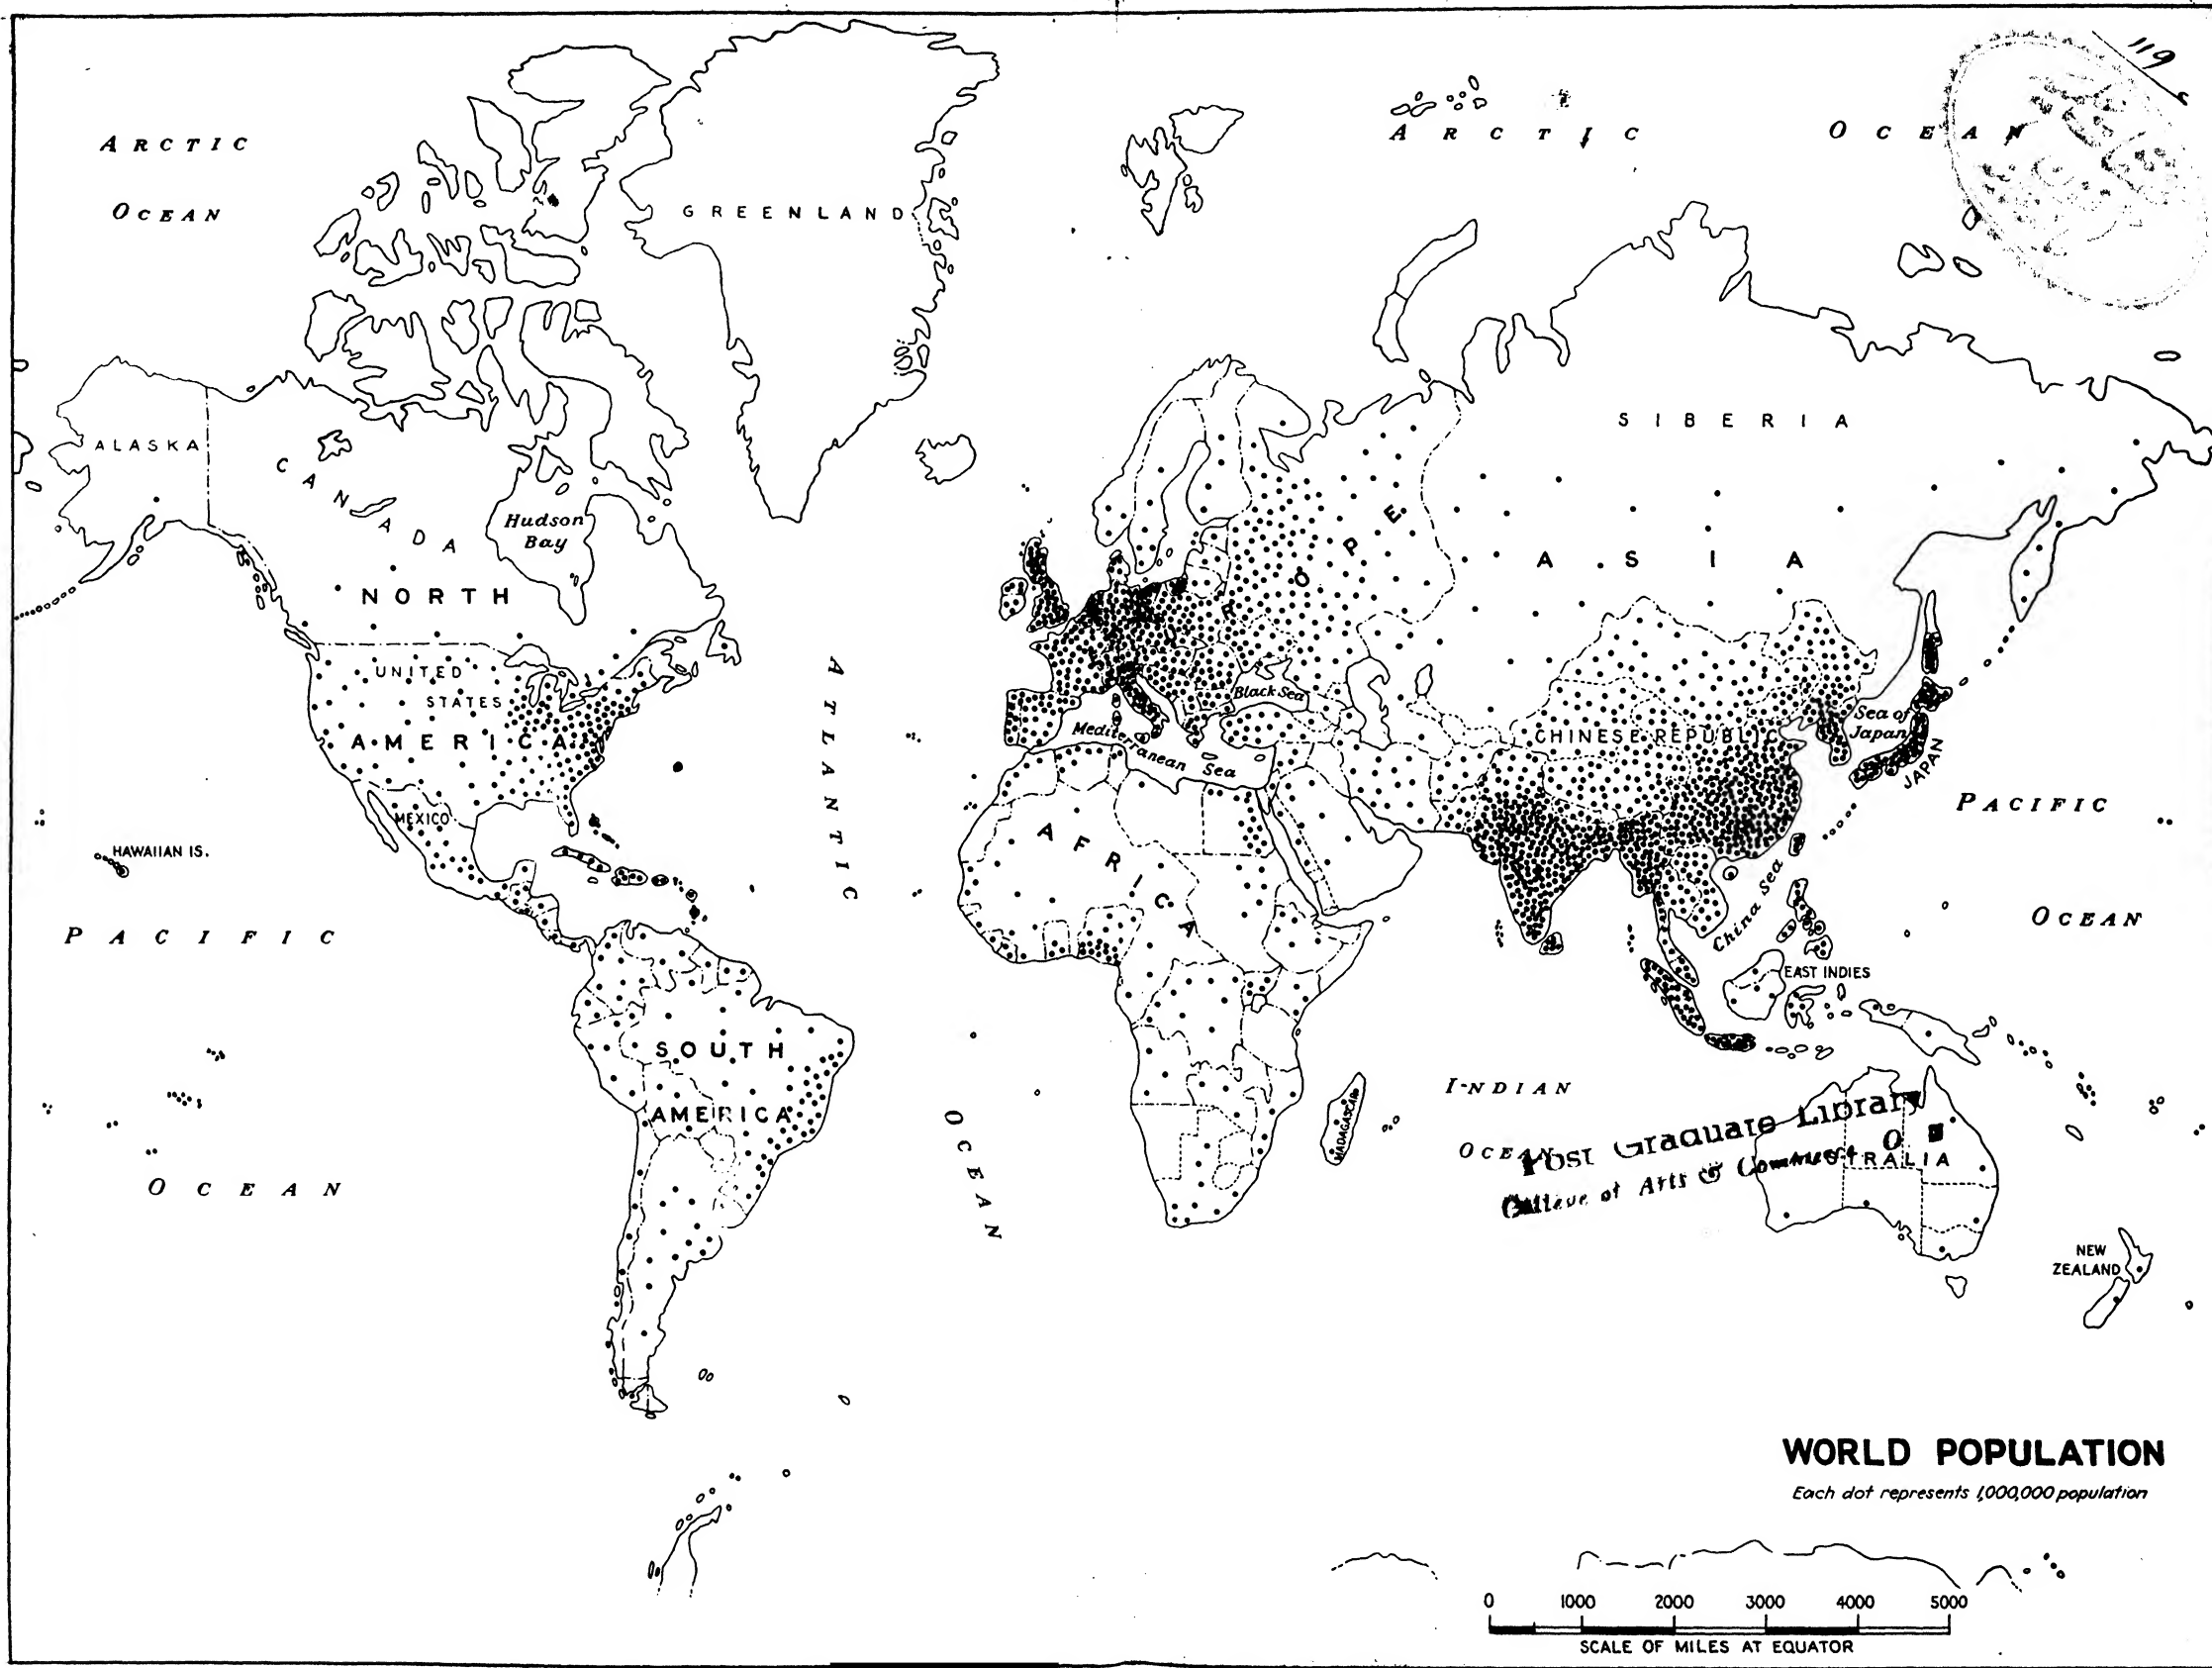 119
ARCTIC
OCEAN
ARCTIC OCEAN
GREENLAND
ALASKA
CANADA
Hudson
Bay
SIBERIA
EUROPE
ASIA
NORTH
AMERICA
UNITED
STATES
MEXICO
HAWAIIAN IS.
ATLANTIC
OCEAN
Black Sea
Mediterranean Sea
CHINESE REPUBLIC
Sea of
Japan
JAPAN
PACIFIC
OCEAN
China Sea
AFRICA
EAST INDIES
PACIFIC
OCEAN
SOUTH
AMERICA
MADAGASCAR
INDIAN
OCEAN
Post Graduate Library
College of Arts & Commerce O
AUSTRALIA
NEW
ZEALAND
WORLD POPULATION
Each dot represents 1,000,000 population
0 1000 2000 3000 4000 5000
SCALE OF MILES AT EQUATOR